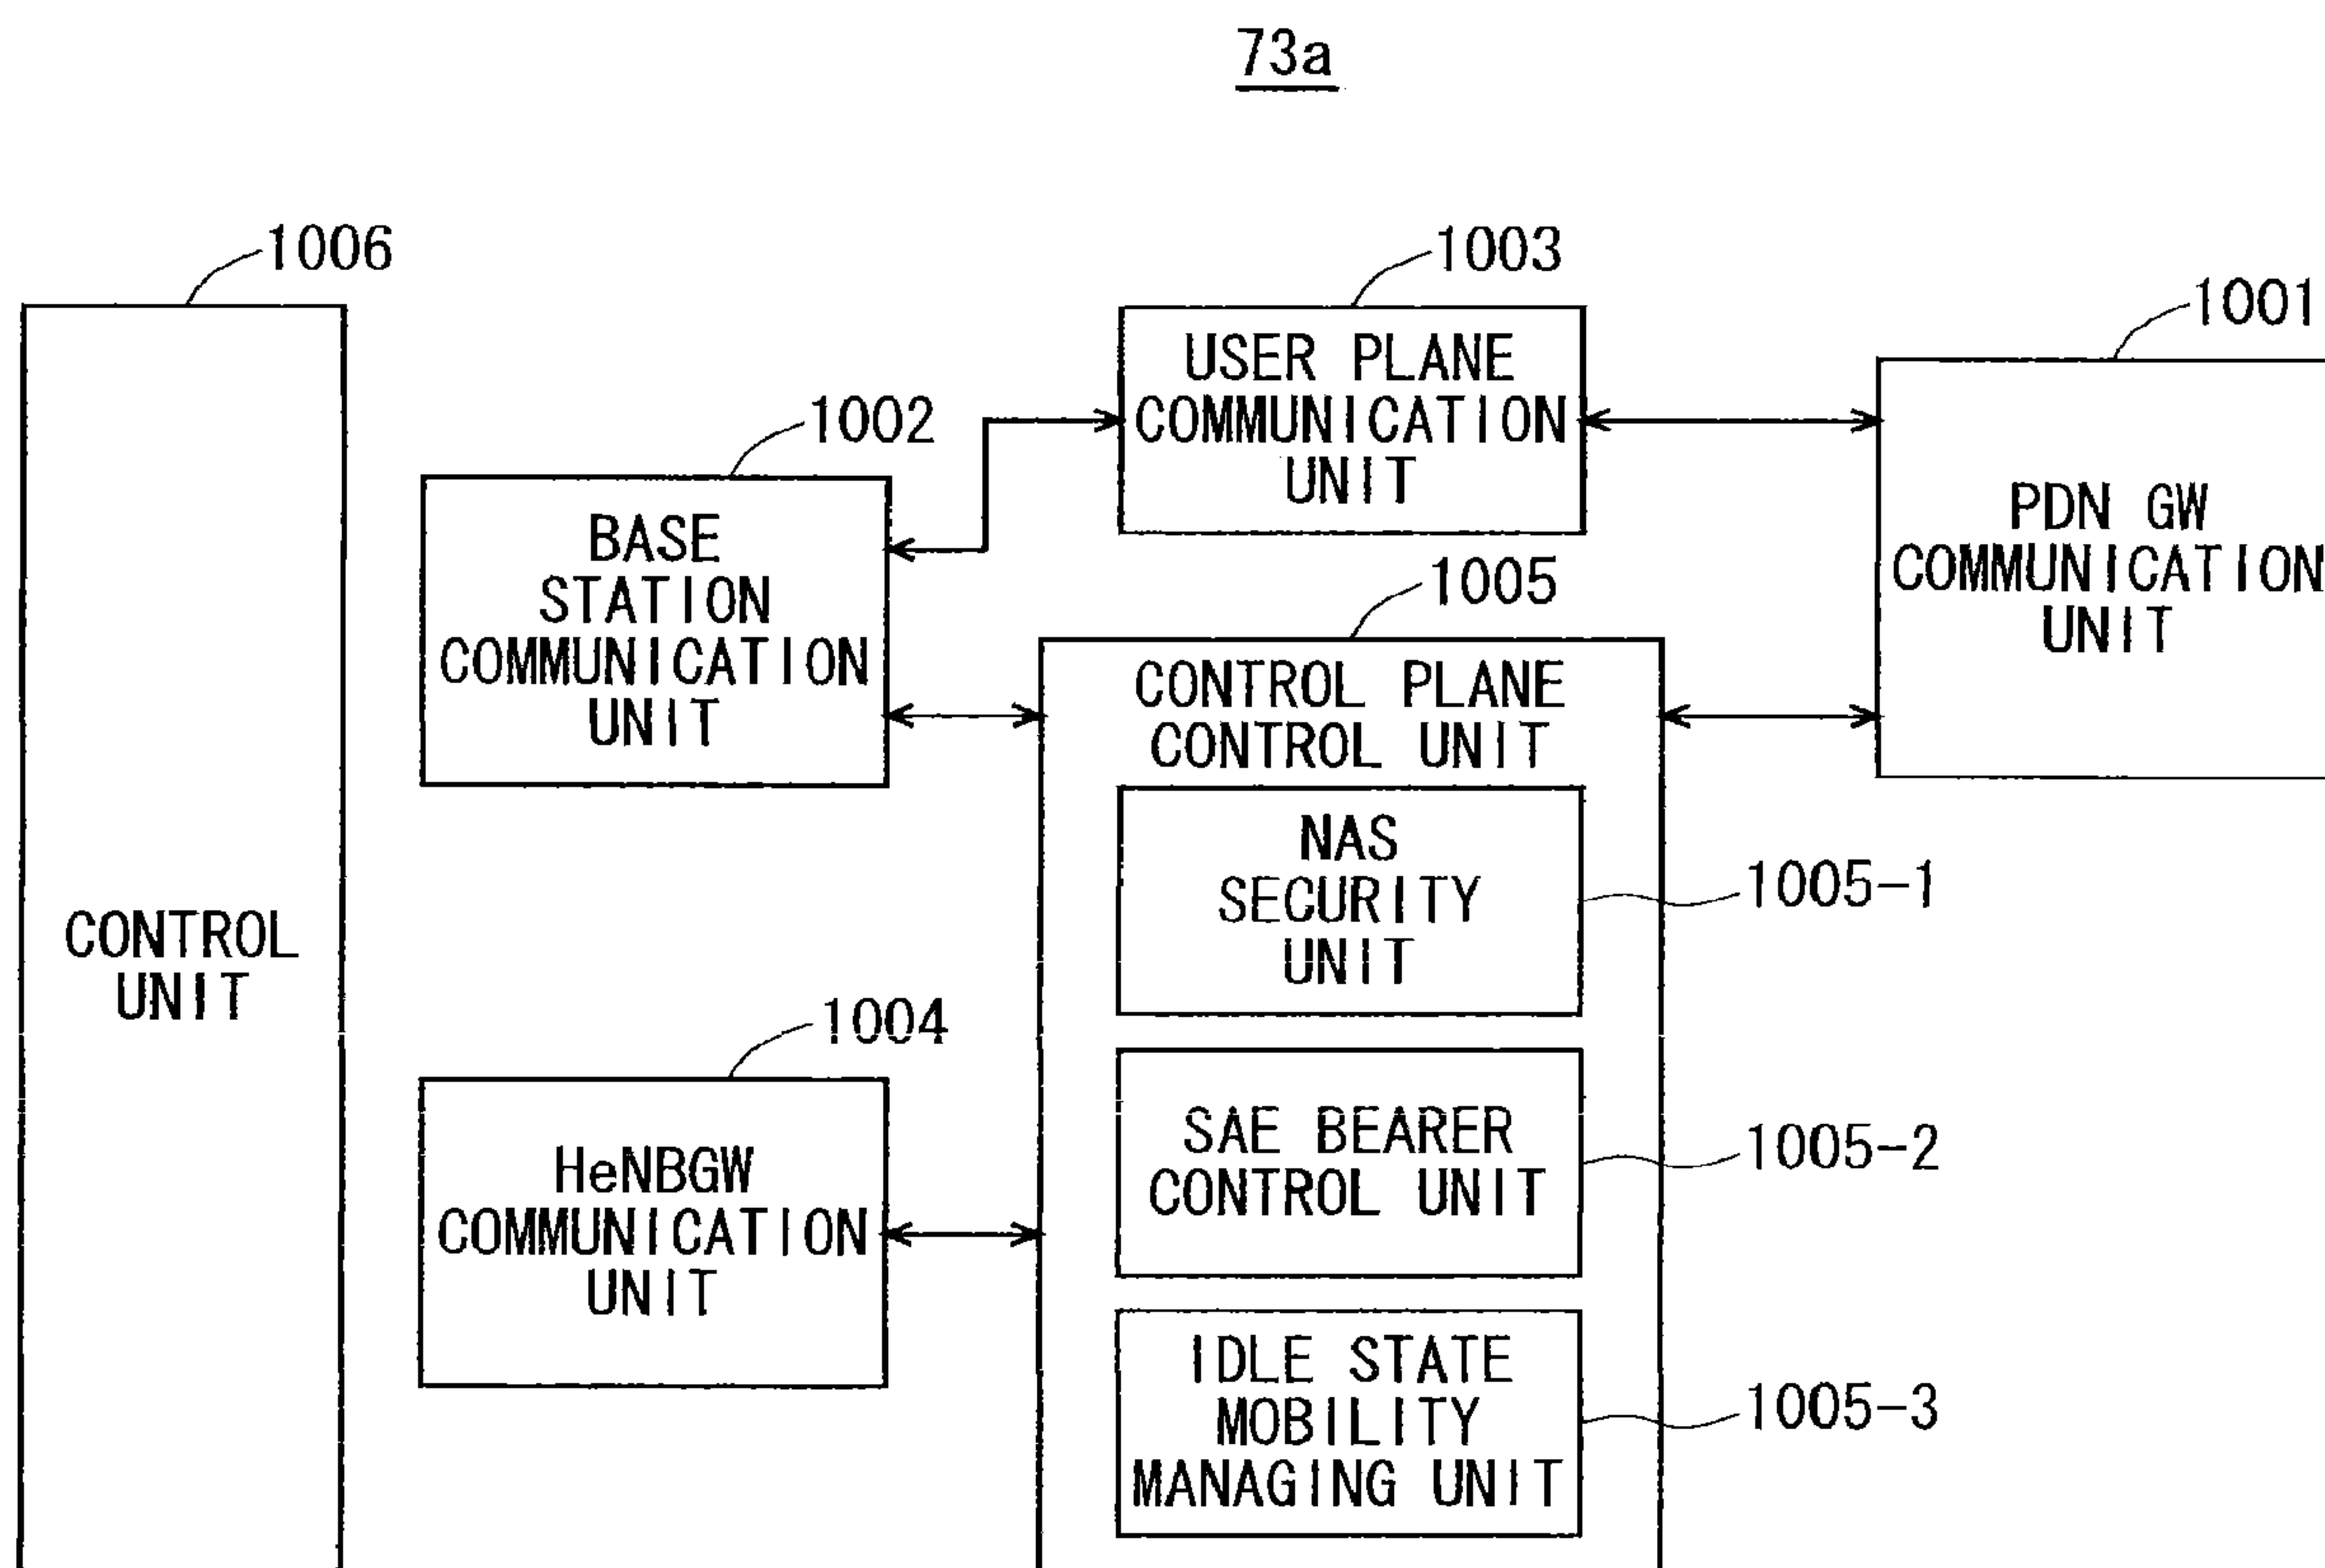 73a
1006
1003
1001
1002
USER PLANE
COMMUNICATION
UNIT
BASE
STATION
COMMUNICATION
UNIT
PDN GW
COMMUNICATION
UNIT
1005
CONTROL PLANE
CONTROL UNIT
NAS
SECURITY
UNIT
1005-1
CONTROL
UNIT
1004
HeNBGW
COMMUNICATION
UNIT
SAE BEARER
CONTROL UNIT
1005-2
IDLE STATE
MOBILITY
MANAGING UNIT
1005-3